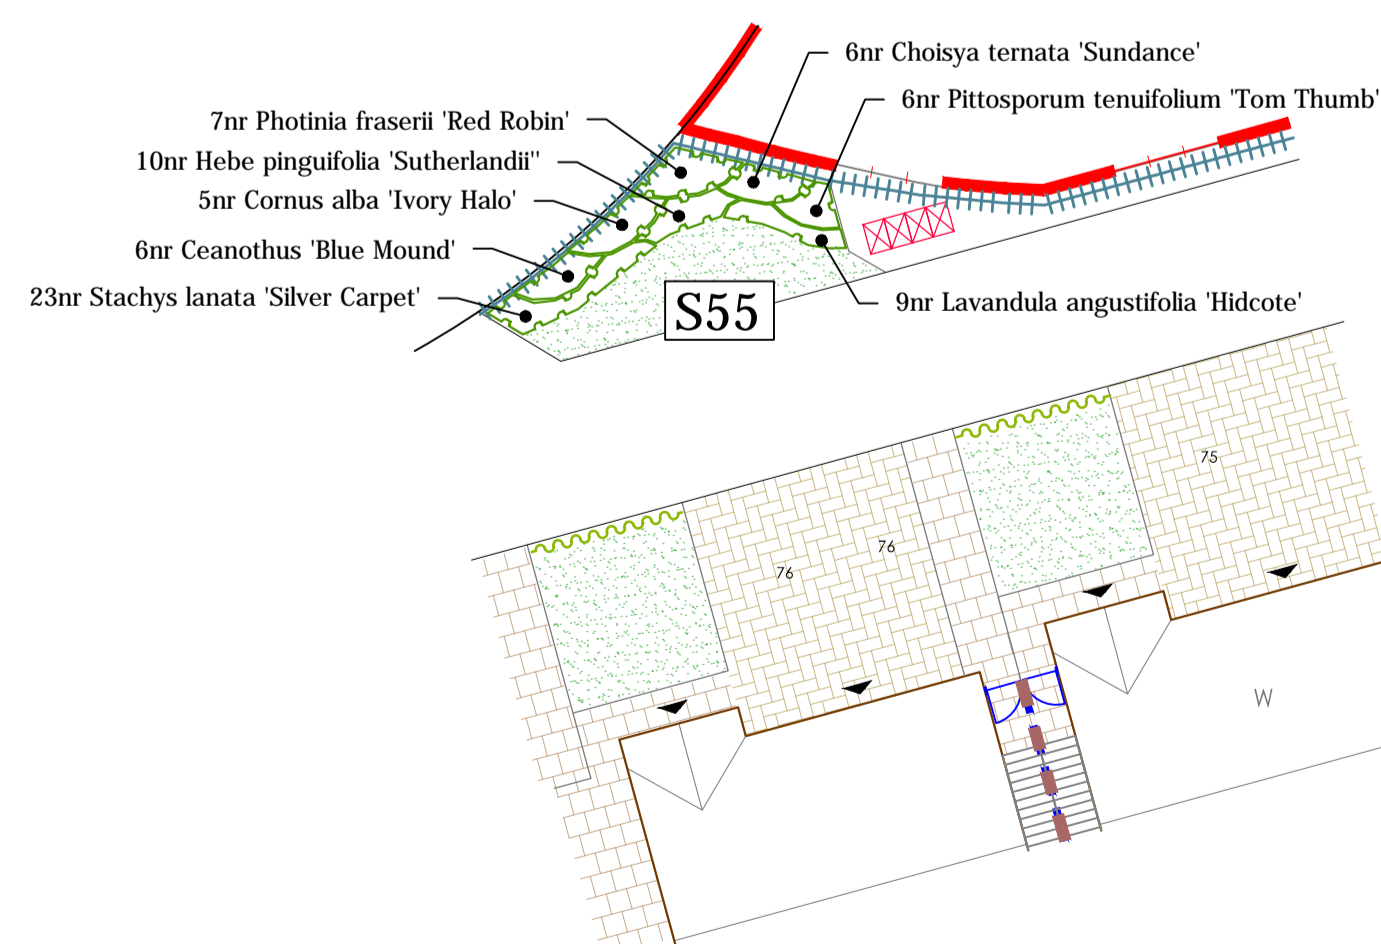 6nr Choisya ternata 'Sundance'
6nr Pittosporum tenuifolium 'Tom Thumb'
7nr Photinia fraserii 'Red Robin'
10nr Hebe pinguifolia 'Sutherlandii''
5nr Cornus alba 'Ivory Halo'
6nr Ceanothus 'Blue Mound'
23nr Stachys lanata 'Silver Carpet'
9nr Lavandula angustifolia 'Hidcote'
S55
75
76
76
W